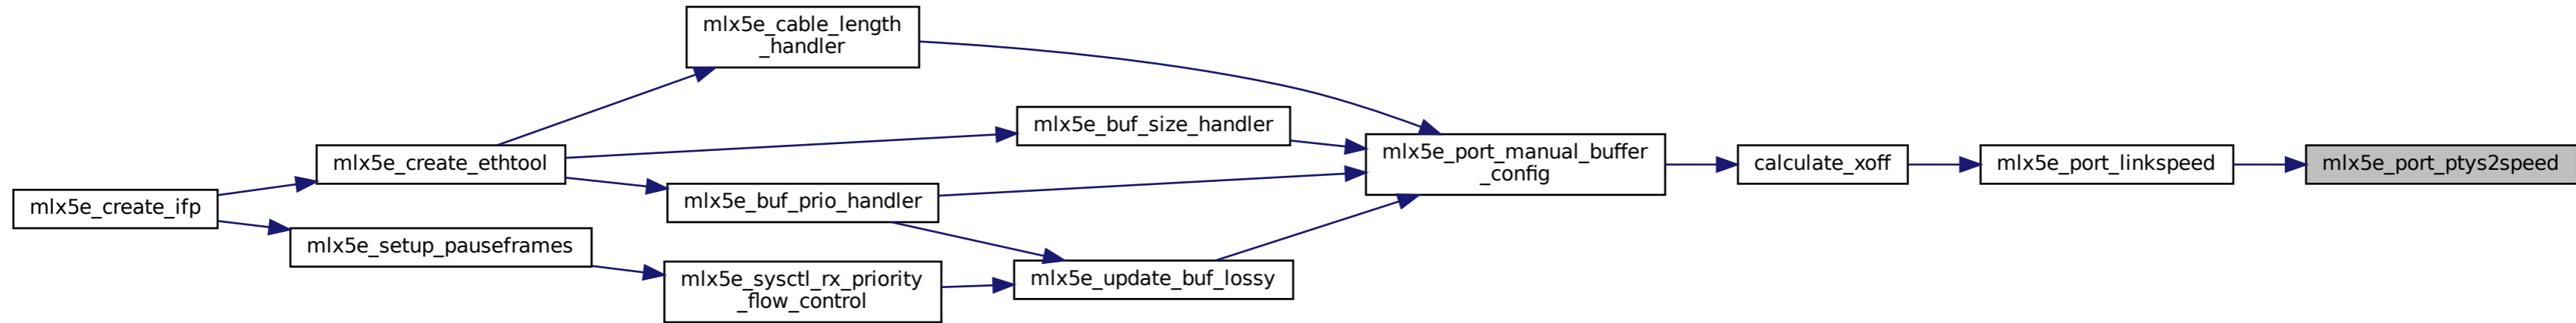 mlx5e_cable_length
_handler
mlx5e_buf_size_handler
mlx5e_port_manual_buffer
_config
mlx5e_create_ethtool
calculate_xoff
mlx5e_port_linkspeed
mlx5e_port_ptys2speed
mlx5e_create_ifp
mlx5e_buf_prio_handler
mlx5e_setup_pauseframes
mlx5e_sysctl_rx_priority
_flow_control
mlx5e_update_buf_lossy